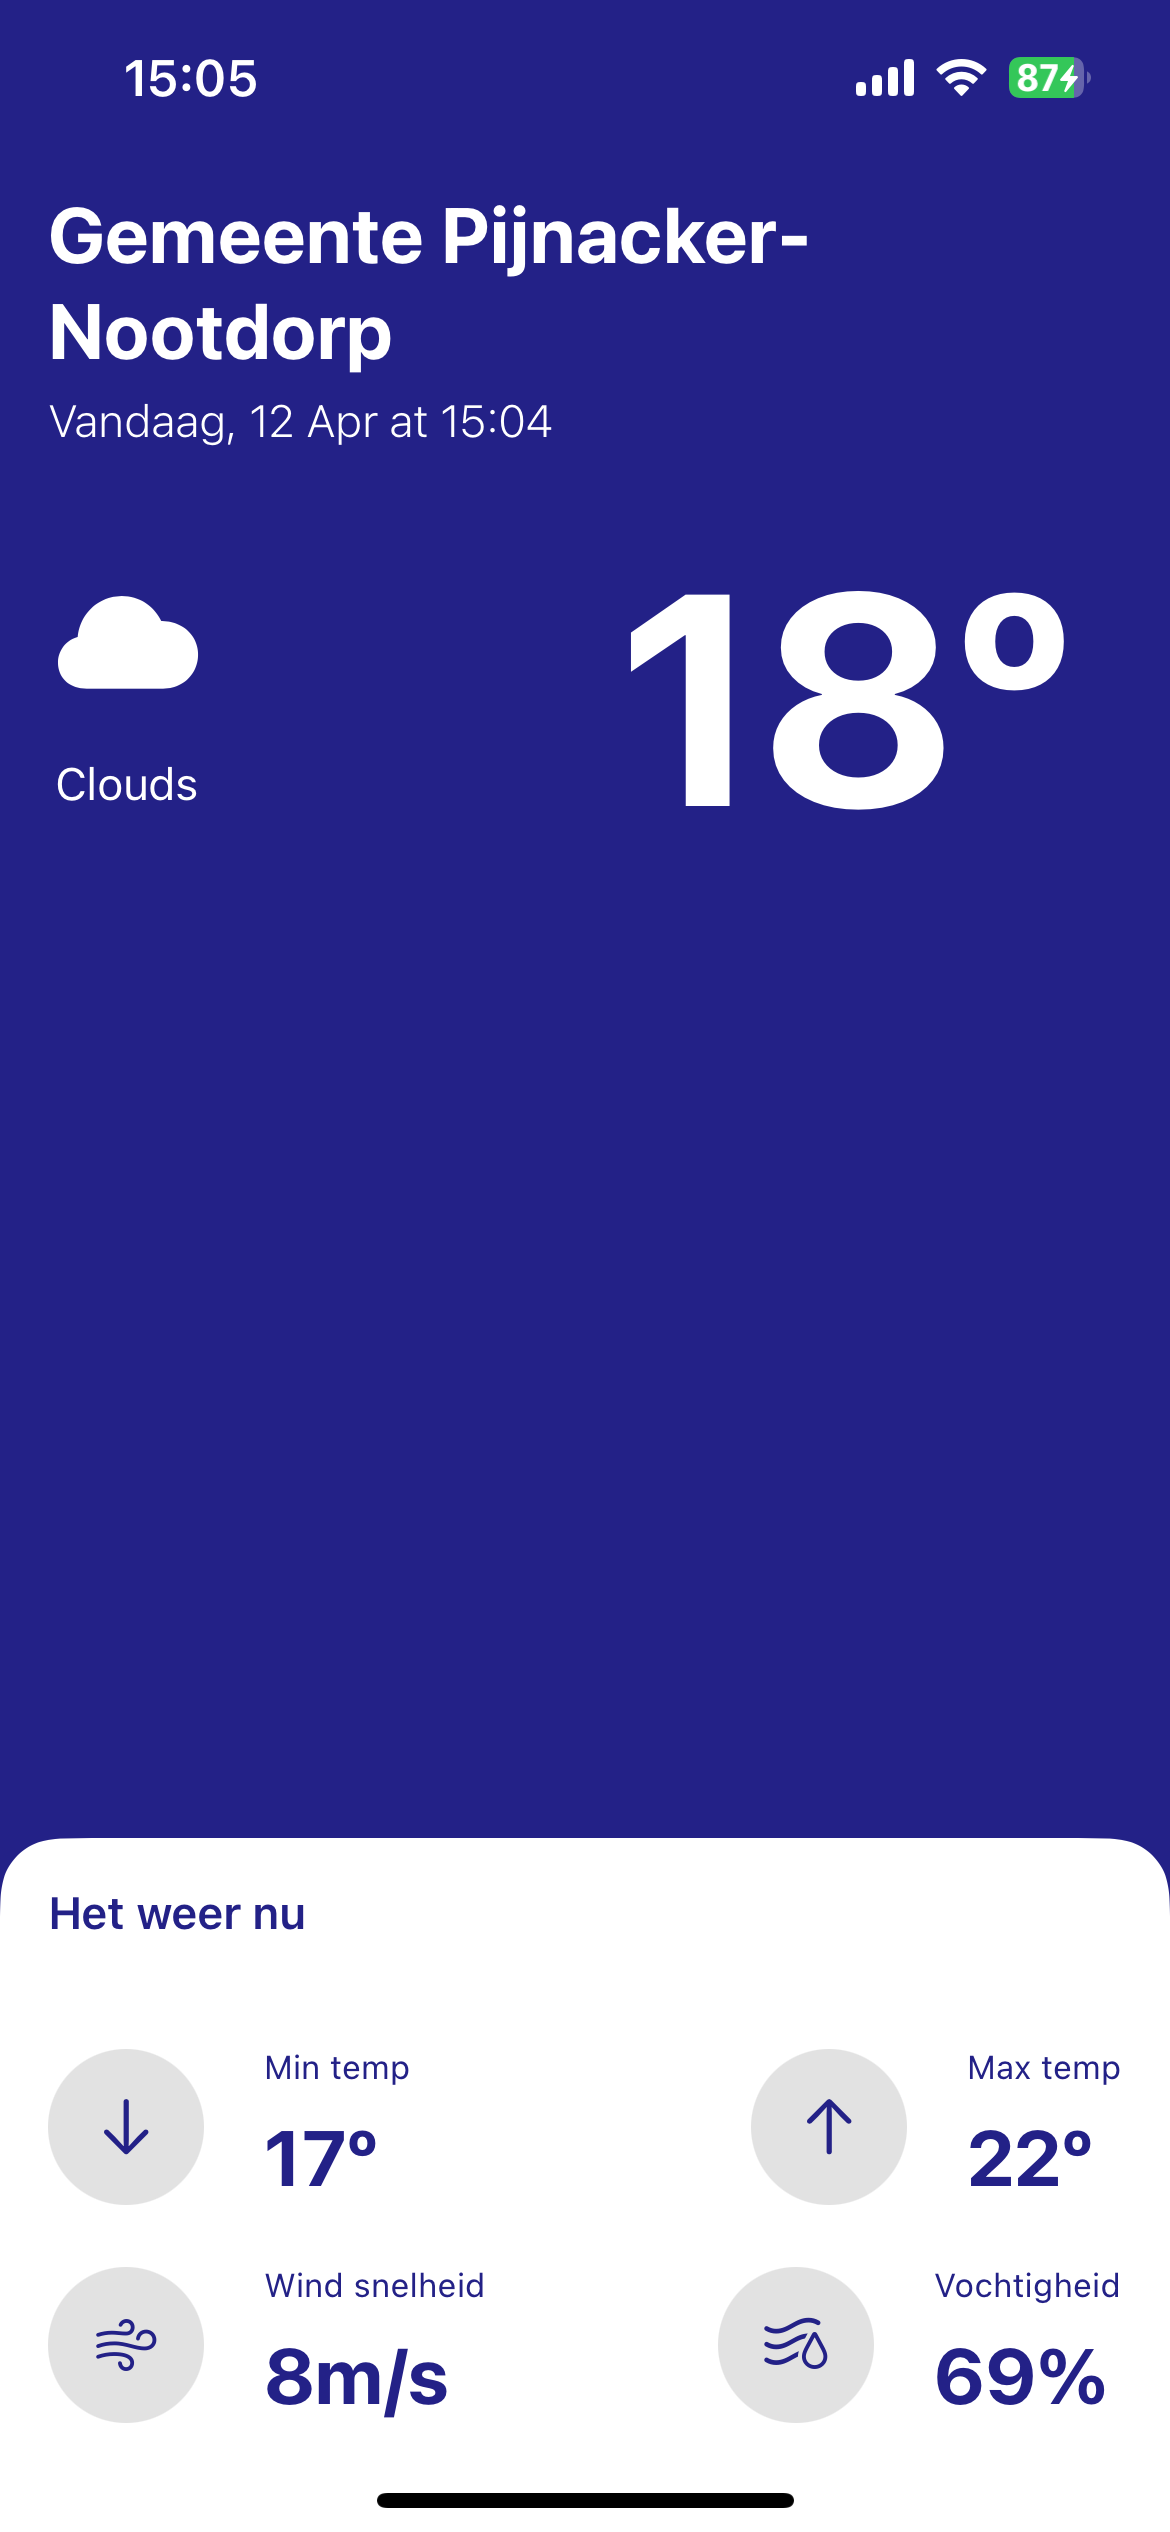 15:05
87
Gemeente Pijnacker-
Nootdorp
Vandaag, 12 Apr at 15:04
18°
Clouds
Het weer nu
Min temp
17°
Max temp
22°
Wind snelheid
8m/s
Vochtigheid
69%